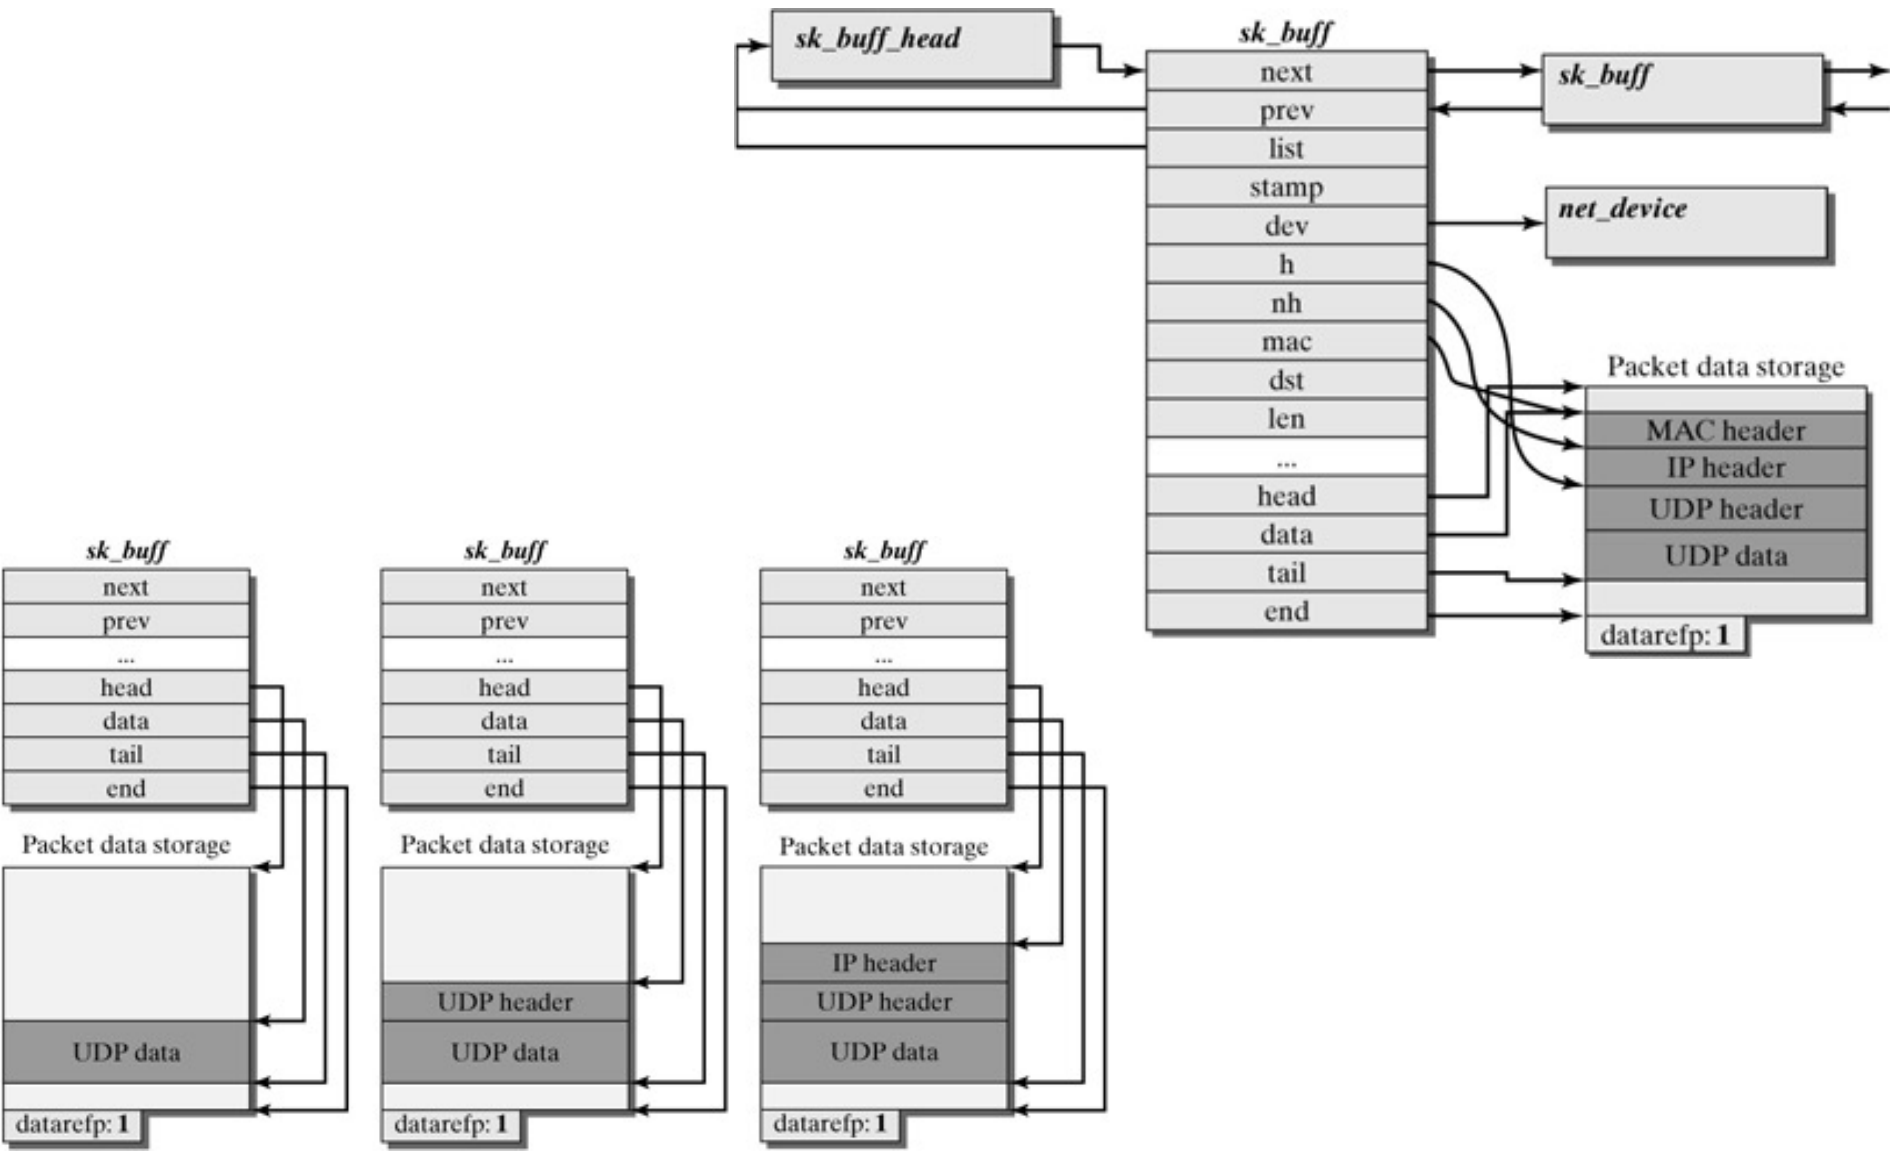 sk_buff_head
sk_buff
next
prev
list
stamp
dev
h
nh
mac
dst
len
...
head
data
tail
end
sk_buff
net_device
Packet data storage
MAC header
IP header
UDP header
UDP data
datarefp: 1
sk_buff
next
prev
...
head
data
tail
end
Packet data storage
UDP data
datarefp: 1
sk_buff
next
prev
...
head
data
tail
end
Packet data storage
UDP header
UDP data
datarefp: 1
sk_buff
next
prev
...
head
data
tail
end
Packet data storage
IP header
UDP header
UDP data
datarefp: 1